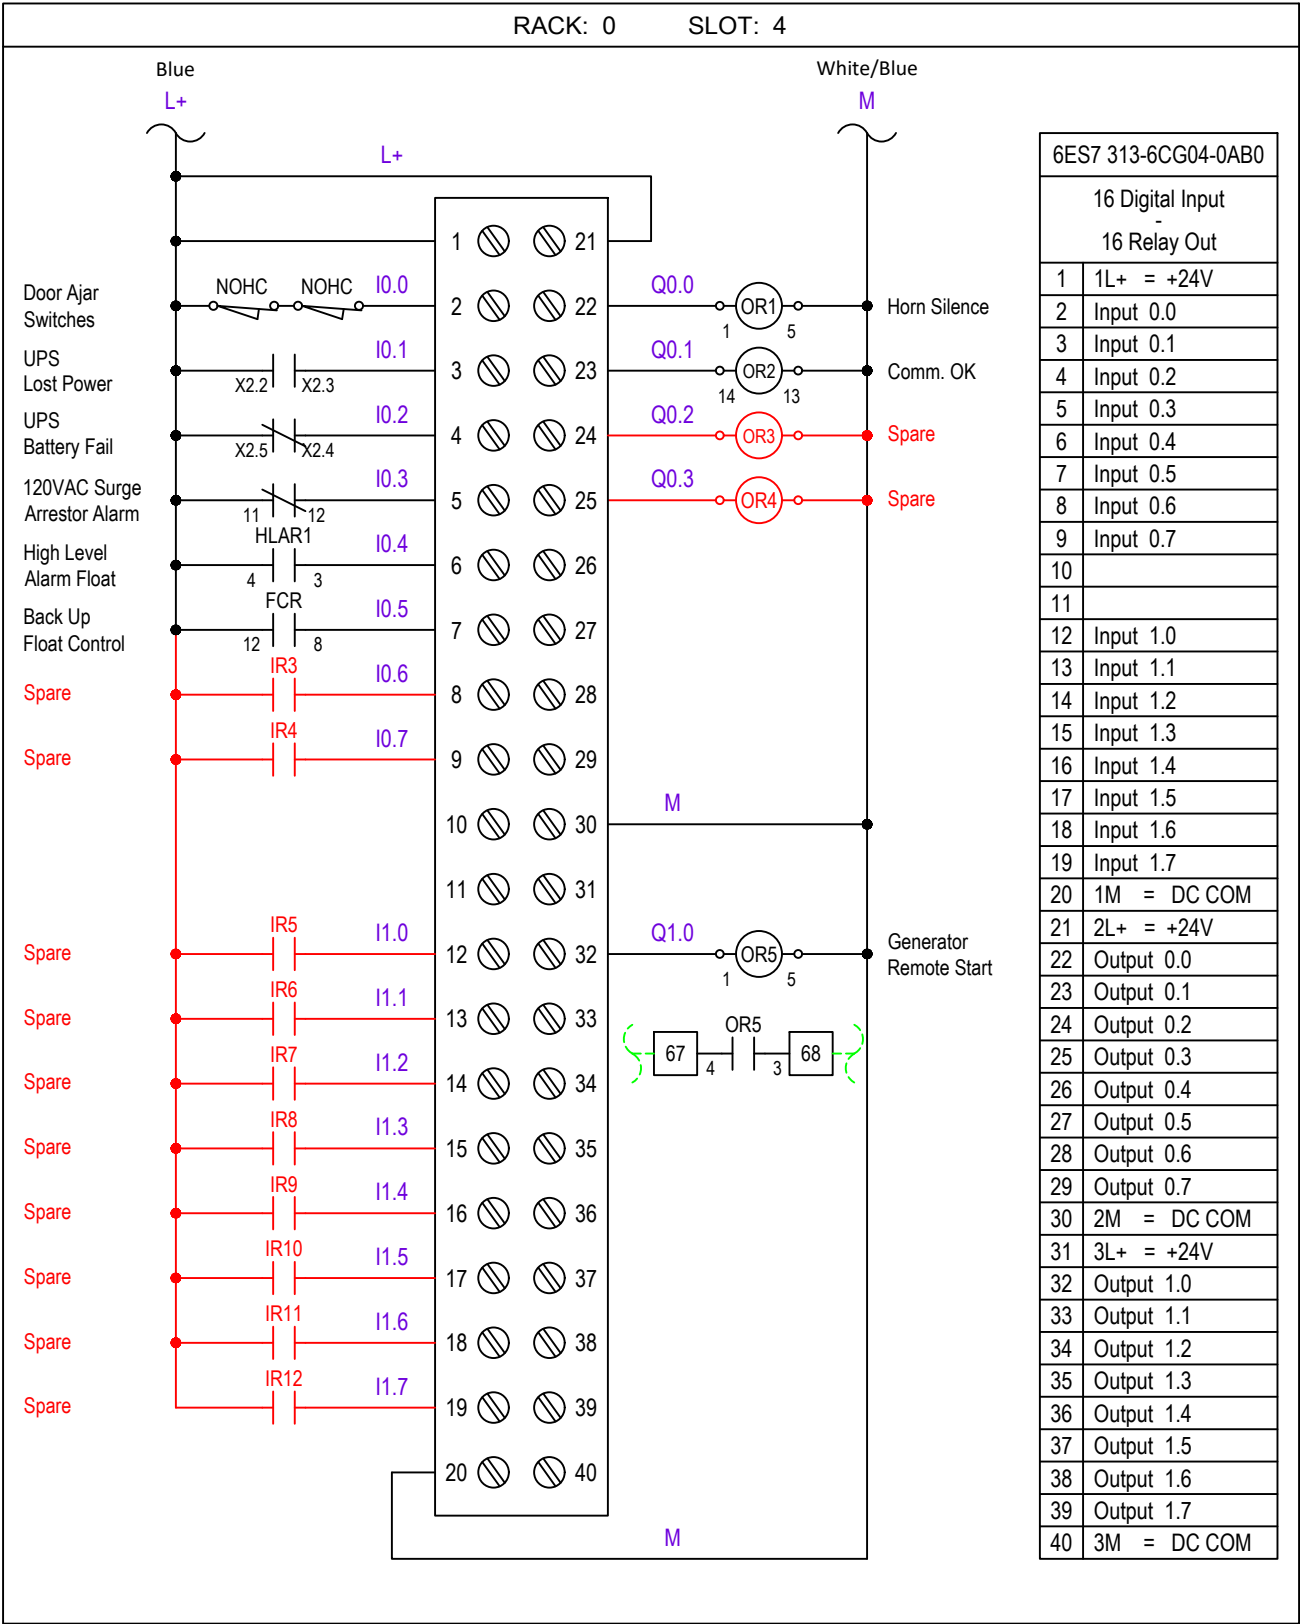 RACK: 0 SLOT: 4
Blue
L+
White/Blue
M
L+
1 21
Door Ajar
Switches
NOHC NOHC I0.0
2 22
Q0.0
OR1
1 5
Horn Silence
UPS
Lost Power
X2.2 X2.3
I0.1
3 23
Q0.1
OR2
14 13
Comm. OK
UPS
Battery Fail
X2.5 X2.4
I0.2
4 24
Q0.2
OR3
Spare
120VAC Surge
Arrestor Alarm
11 12
I0.3
5 25
Q0.3
OR4
Spare
High Level
Alarm Float
HLAR1
4 3
I0.4
6 26
Back Up
Float Control
FCR
12 8
I0.5
7 27
Spare
IR3
I0.6
8 28
Spare
IR4
I0.7
9 29
10 30
M
11 31
Spare
IR5
I1.0
12 32
Q1.0
OR5
1 5
Generator
Remote Start
Spare
IR6
I1.1
13 33
OR5
67 4 3 68
Spare
IR7
I1.2
14 34
Spare
IR8
I1.3
15 35
Spare
IR9
I1.4
16 36
Spare
IR10
I1.5
17 37
Spare
IR11
I1.6
18 38
Spare
IR12
I1.7
19 39
20 40
M
6ES7 313-6CG04-0AB0
16 Digital Input
-
16 Relay Out
1 1L+ = +24V
2 Input 0.0
3 Input 0.1
4 Input 0.2
5 Input 0.3
6 Input 0.4
7 Input 0.5
8 Input 0.6
9 Input 0.7
10
11
12 Input 1.0
13 Input 1.1
14 Input 1.2
15 Input 1.3
16 Input 1.4
17 Input 1.5
18 Input 1.6
19 Input 1.7
20 1M = DC COM
21 2L+ = +24V
22 Output 0.0
23 Output 0.1
24 Output 0.2
25 Output 0.3
26 Output 0.4
27 Output 0.5
28 Output 0.6
29 Output 0.7
30 2M = DC COM
31 3L+ = +24V
32 Output 1.0
33 Output 1.1
34 Output 1.2
35 Output 1.3
36 Output 1.4
37 Output 1.5
38 Output 1.6
39 Output 1.7
40 3M = DC COM